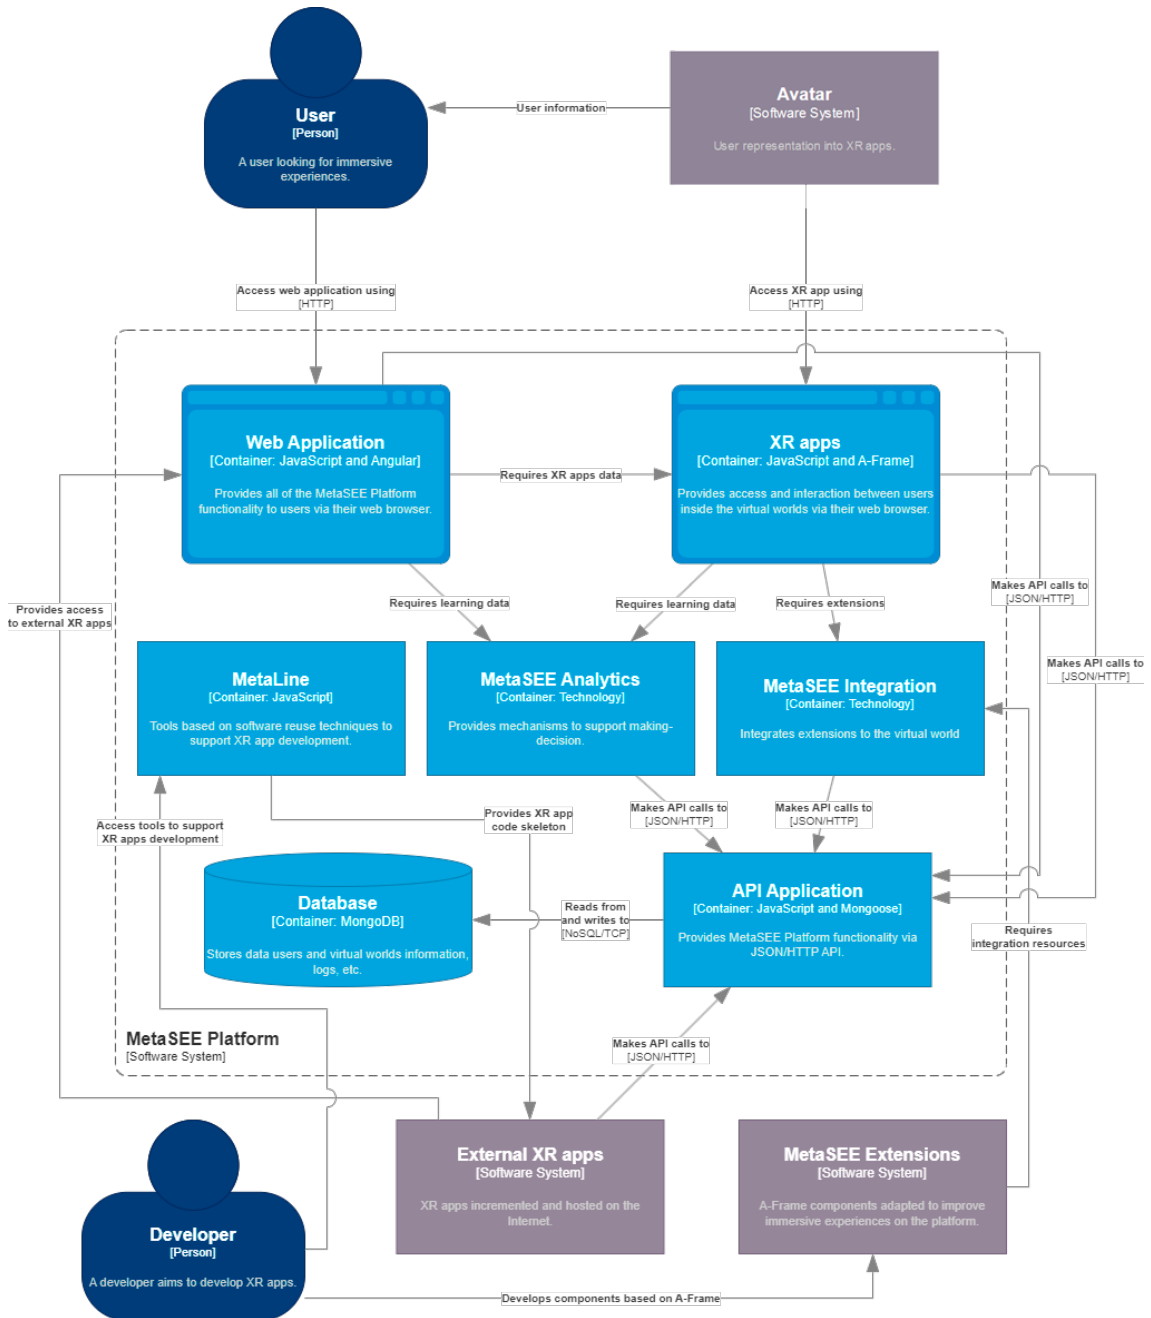 User
[Person]
A user looking for immersive
experiences.
User information
Avatar
[Software System]
User representation into XR apps.
Access web application using
[HTTP]
Access XR app using
[HTTP]
Web Application
[Container: JavaScript and Angular]
Provides all of the MetaSEE Platform
functionality to users via their web browser.
Requires XR apps data
XR apps
[Container: JavaScript and A-Frame]
Provides access and interaction between users
inside the virtual worlds via their web browser.
Provides access
to external XR apps
Requires learning data
Requires learning data
Requires extensions
Makes API calls to
[JSON/HTTP]
Makes API calls to
[JSON/HTTP]
MetaLine
[Container: JavaScript]
Tools based on software reuse techniques to
support XR app development.
MetaSEE Analytics
[Container: Technology]
Provides mechanisms to support making-
decision.
MetaSEE Integration
[Container: Technology]
Integrates extensions to the virtual world
Access tools to support
XR apps development
Provides XR app
code skeleton
Makes API calls to
[JSON/HTTP]
Makes API calls to
[JSON/HTTP]
Database
[Container: MongoDB]
Stores data users and virtual worlds information,
logs, etc.
Reads from
and writes to
[NoSQL/TCP]
API Application
[Container: JavaScript and Mongoose]
Provides MetaSEE Platform functionality via
JSON/HTTP API.
Requires
integration resources
MetaSEE Platform
[Software System]
Makes API calls to
[JSON/HTTP]
Developer
[Person]
A developer aims to develop XR apps.
External XR apps
[Software System]
XR apps incremented and hosted on the
Internet.
MetaSEE Extensions
[Software System]
A-Frame components adapted to improve
immersive experiences on the platform.
Develops components based on A-Frame